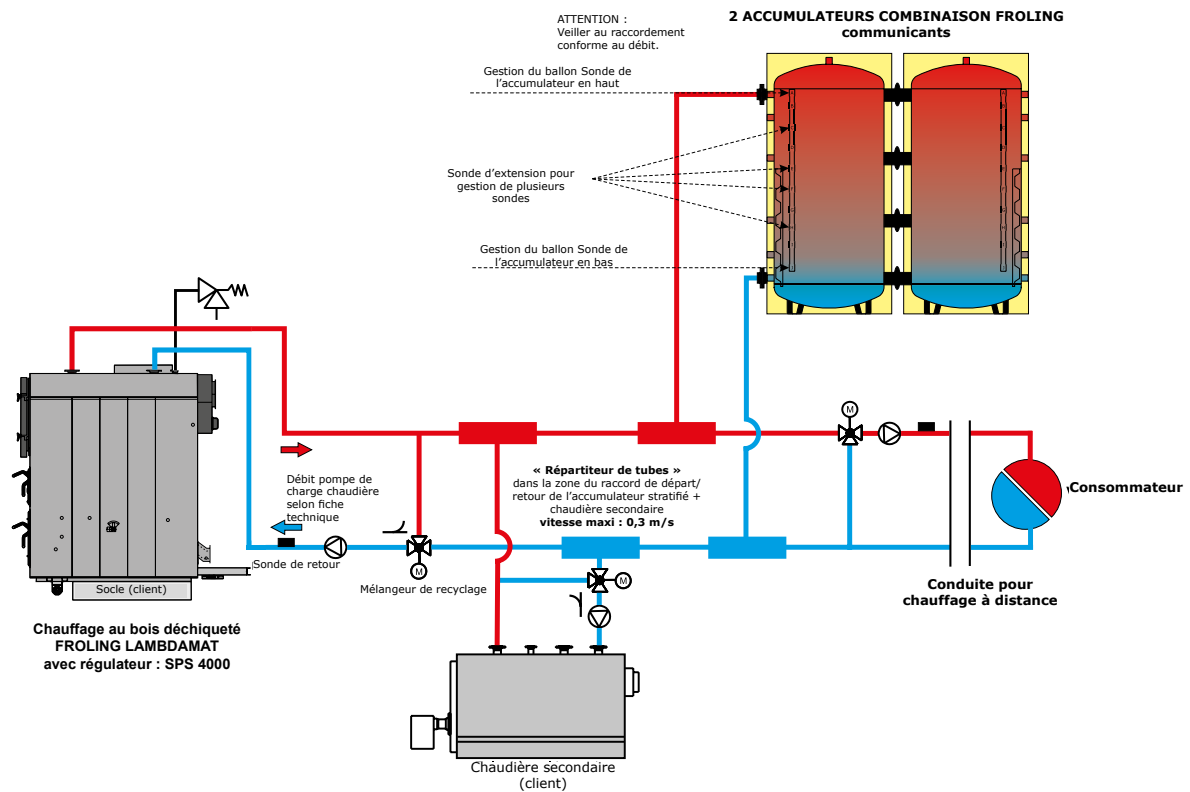 ATTENTION :
Veiller au raccordement
conforme au débit.
2 ACCUMULATEURS COMBINAISON FROLING
communicants
Gestion du ballon Sonde de
l'accumulateur en haut
Sonde d'extension pour
gestion de plusieurs
sondes
Gestion du ballon Sonde de
l'accumulateur en bas
M
« Répartiteur de tubes »
dans la zone du raccord de départ/
retour de l'accumulateur stratifié +
chaudière secondaire
vitesse maxi : 0,3 m/s
Consommateur
Débit pompe de
charge chaudière
selon fiche
technique
Sonde de retour
M
Mélangeur de recyclage
M
Conduite pour
chauffage à distance
Socle (client)
Chauffage au bois déchiqueté
FROLING LAMBDAMAT
avec régulateur : SPS 4000
Chaudière secondaire
(client)